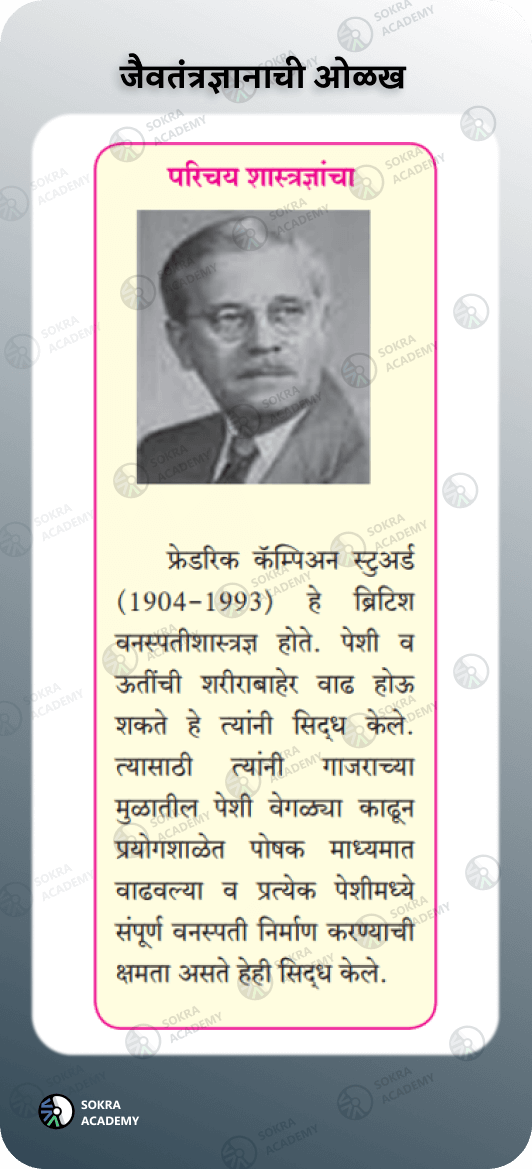 जैवतंत्रज्ञानाची ओळख
परिचय शास्त्रज्ञांचा
फ्रेडरिक कॅम्पिअन स्टुअर्ड
(1904-1993) हे ब्रिटिश
वनस्पतीशास्त्रज्ञ होते. पेशी व
ऊतींची शरीराबाहेर वाढ होऊ
शकते हे त्यांनी सिद्ध केले.
त्यासाठी त्यांनी गाजराच्या
मुळातील पेशी वेगळ्या काढून
प्रयोगशाळेत पोषक माध्यमात
वाढवल्या व प्रत्येक पेशीमध्ये
संपूर्ण वनस्पती निर्माण करण्याची
क्षमता असते हेही सिद्ध केले.
SOKRA
ACADEMY